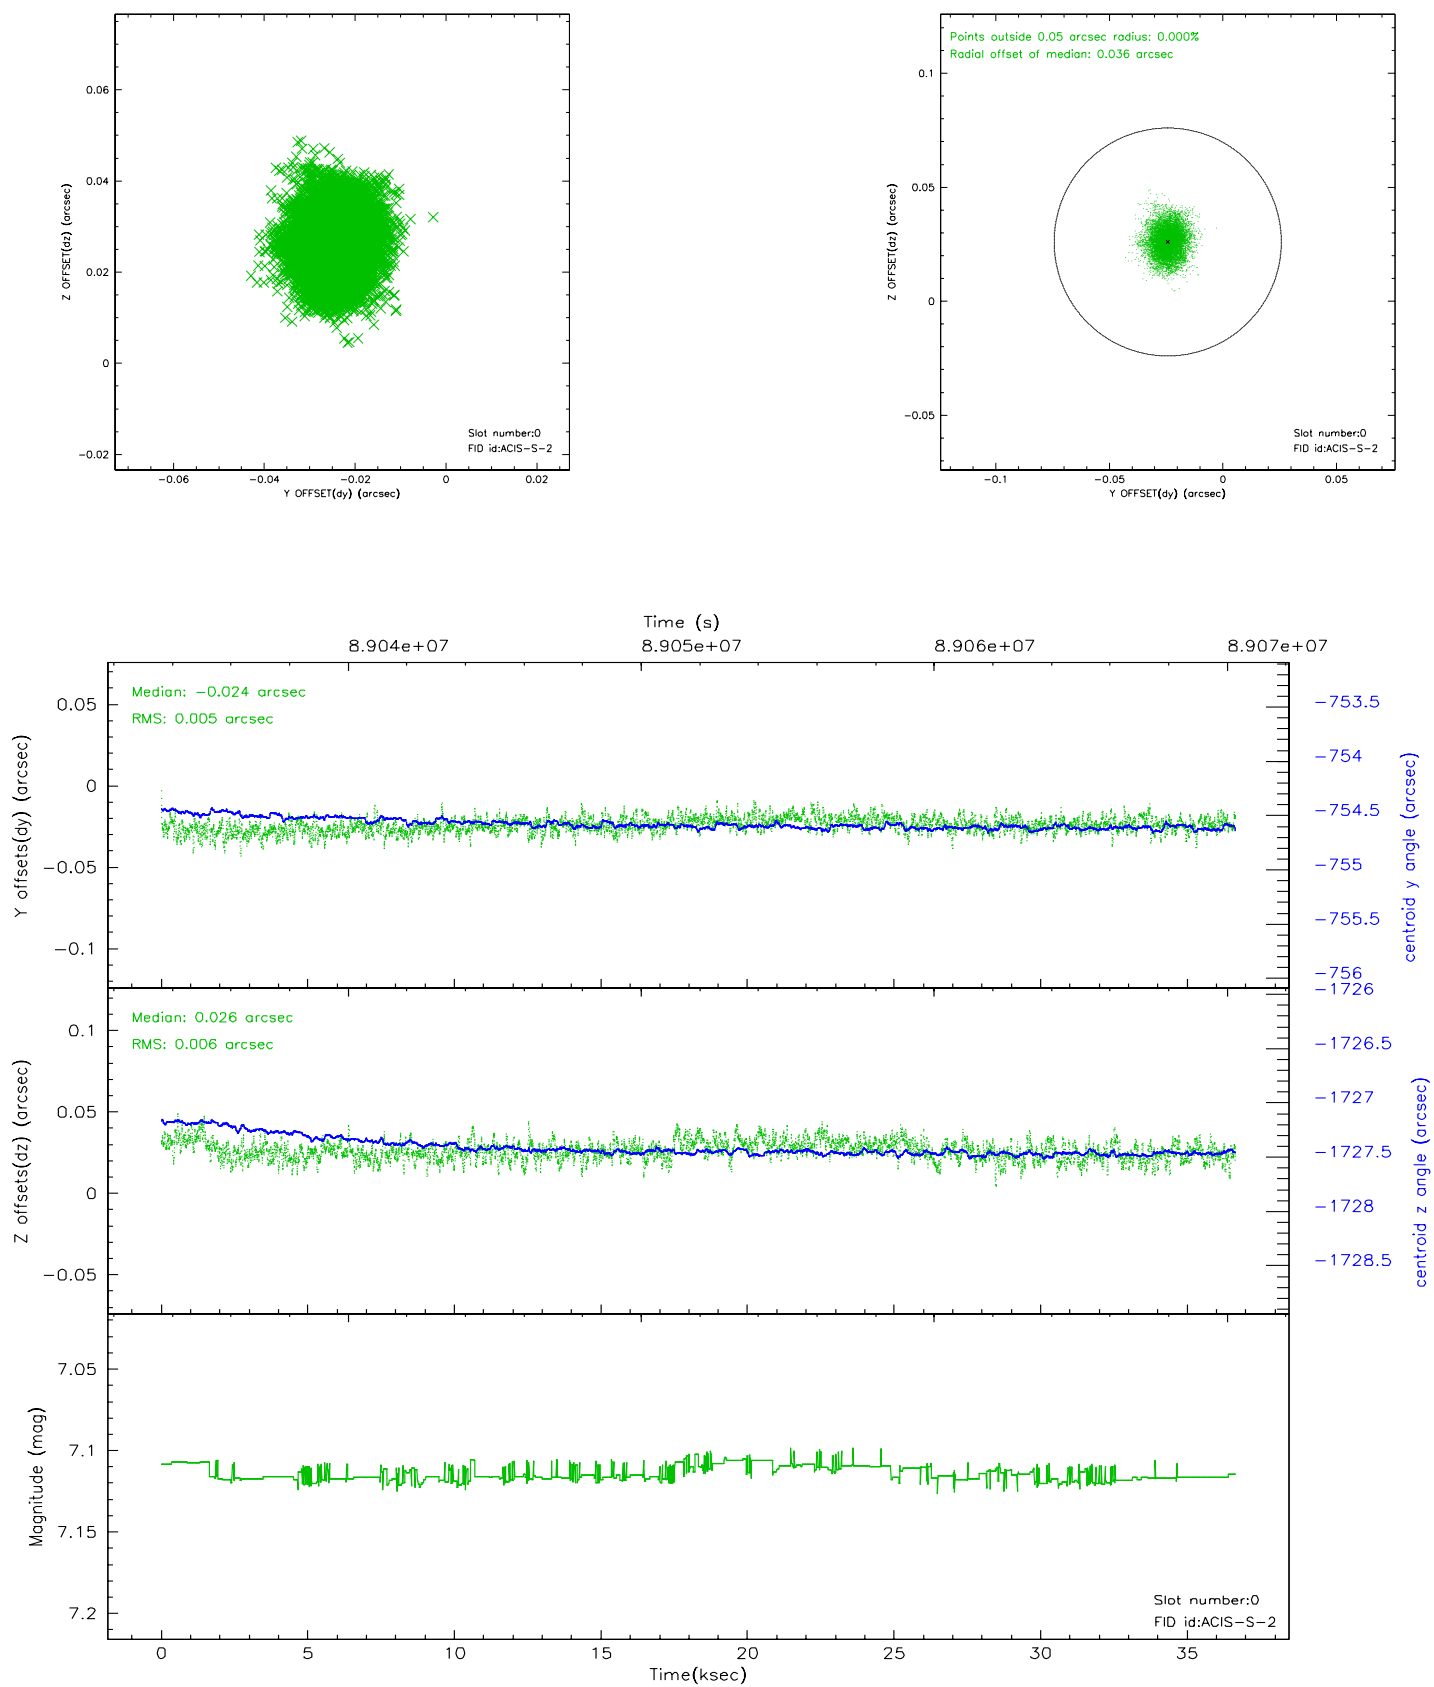 0.06
0.04
0.02
0
−0.02
Z OFFSET(dz) (arcsec)
Slot number:0
FID id:ACIS−S−2
−0.06
−0.04
−0.02
0
0.02
Y OFFSET(dy) (arcsec)
Points outside 0.05 arcsec radius: 0.000%
Radial offset of median: 0.036 arcsec
0.1
0.05
0
−0.05
Z OFFSET(dz) (arcsec)
Slot number:0
FID id:ACIS−S−2
−0.1
−0.05
0
0.05
Y OFFSET(dy) (arcsec)
Time (s)
8.904e+07
8.905e+07
8.906e+07
8.907e+07
Median: −0.024 arcsec
RMS: 0.005 arcsec
0.05
0
−0.05
−0.1
Y offsets(dy) (arcsec)
−753.5
−754
−754.5
−755
−755.5
−756
centroid y angle (arcsec)
Median: 0.026 arcsec
RMS: 0.006 arcsec
0.1
0.05
0
−0.05
Z offsets(dz) (arcsec)
−1726
−1726.5
−1727
−1727.5
−1728
−1728.5
centroid z angle (arcsec)
7.05
7.1
7.15
7.2
Magnitude (mag)
Slot number:0
FID id:ACIS−S−2
0
5
10
15
20
25
30
35
Time(ksec)